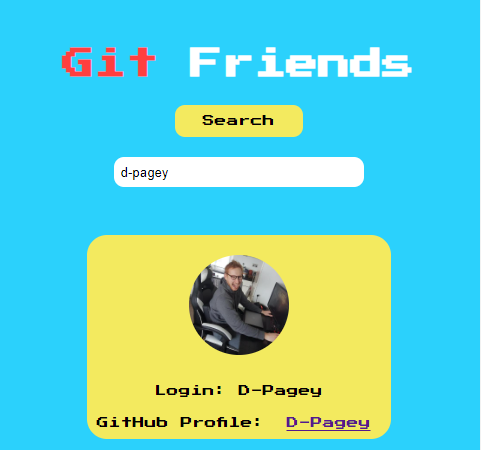 Git Friends
Search
d-pagey
Login: D-Pagey
GitHub Profile: D-Pagey